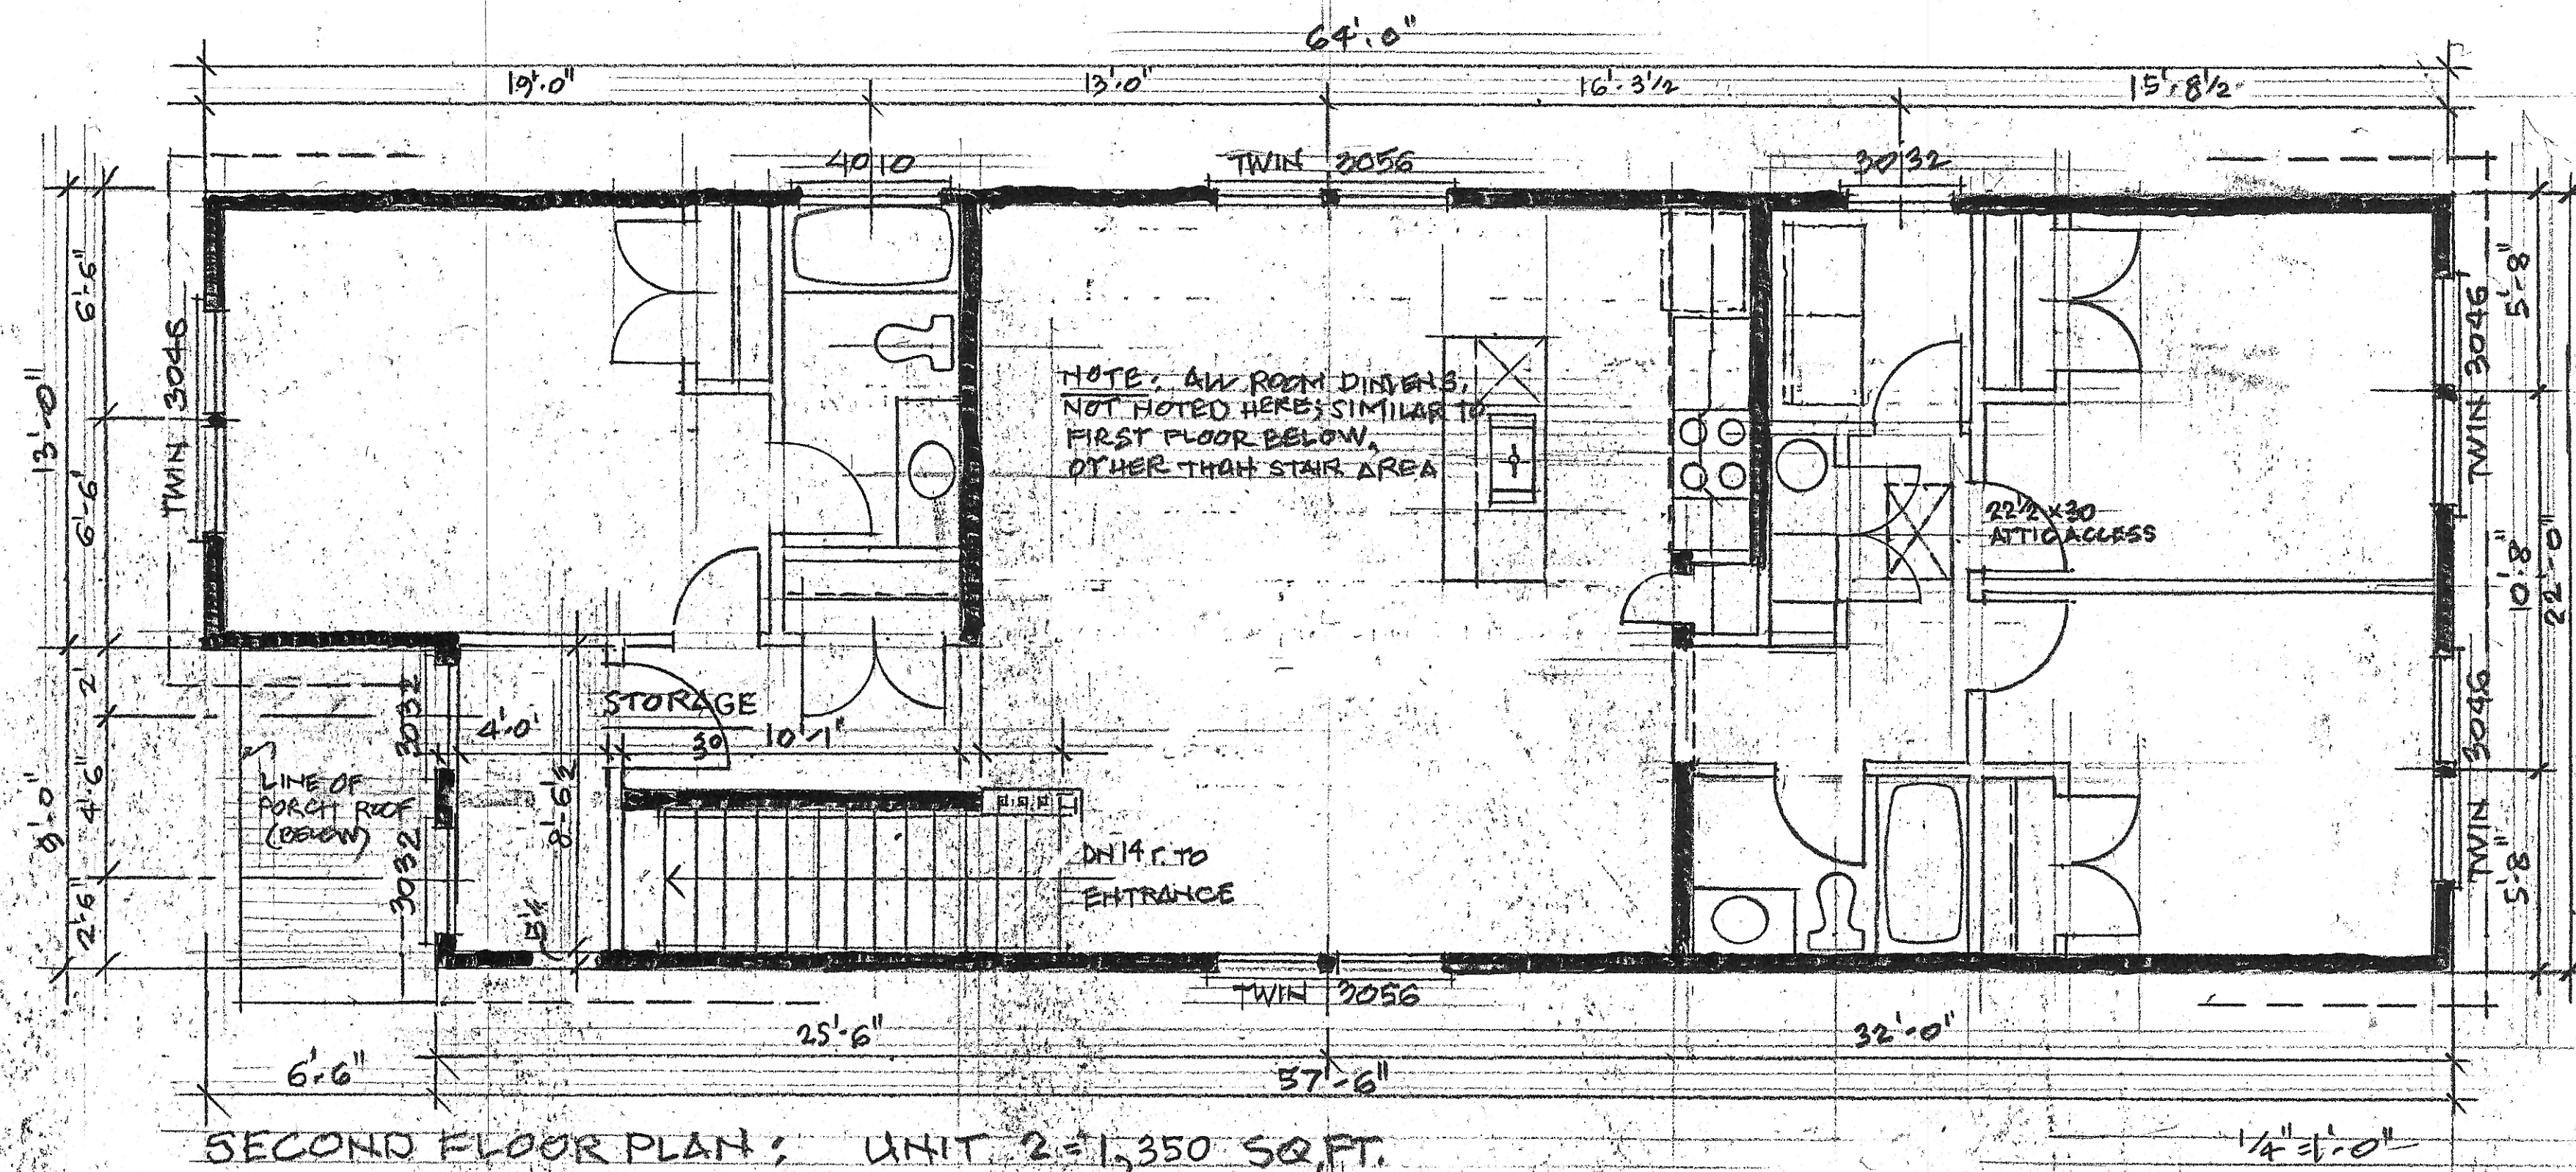 64'-0"
19'-0" 13'-0" 16'-3 1/2 15'-8 1/2
4010 TWIN 3056 3032
6'-6"
13'-0"
TWIN 3046
6'-6"
5'-8"
TWIN 3046
NOTE: ALL ROOM DIMENS.
NOT NOTED HERE; SIMILAR TO
FIRST FLOOR BELOW,
OTHER THAN STAIR AREA
22 1/2 x 30
ATTIC ACCESS
10'-8"
22'-0"
2'
3032
4'-0"
STORAGE
30 10'-1"
TWIN 3046
9'-0"
4'-6"
LINE OF
PORCH ROOF
(BELOW)
3032
8'-6 1/2
DN 14 r. TO
ENTRANCE
5'-8"
2'-6"
TWIN 3056
25'-6" 32'-0"
6'-6" 57'-6"
SECOND FLOOR PLAN: UNIT 2 = 1,350 SQ.FT. 1/4"=1'-0"